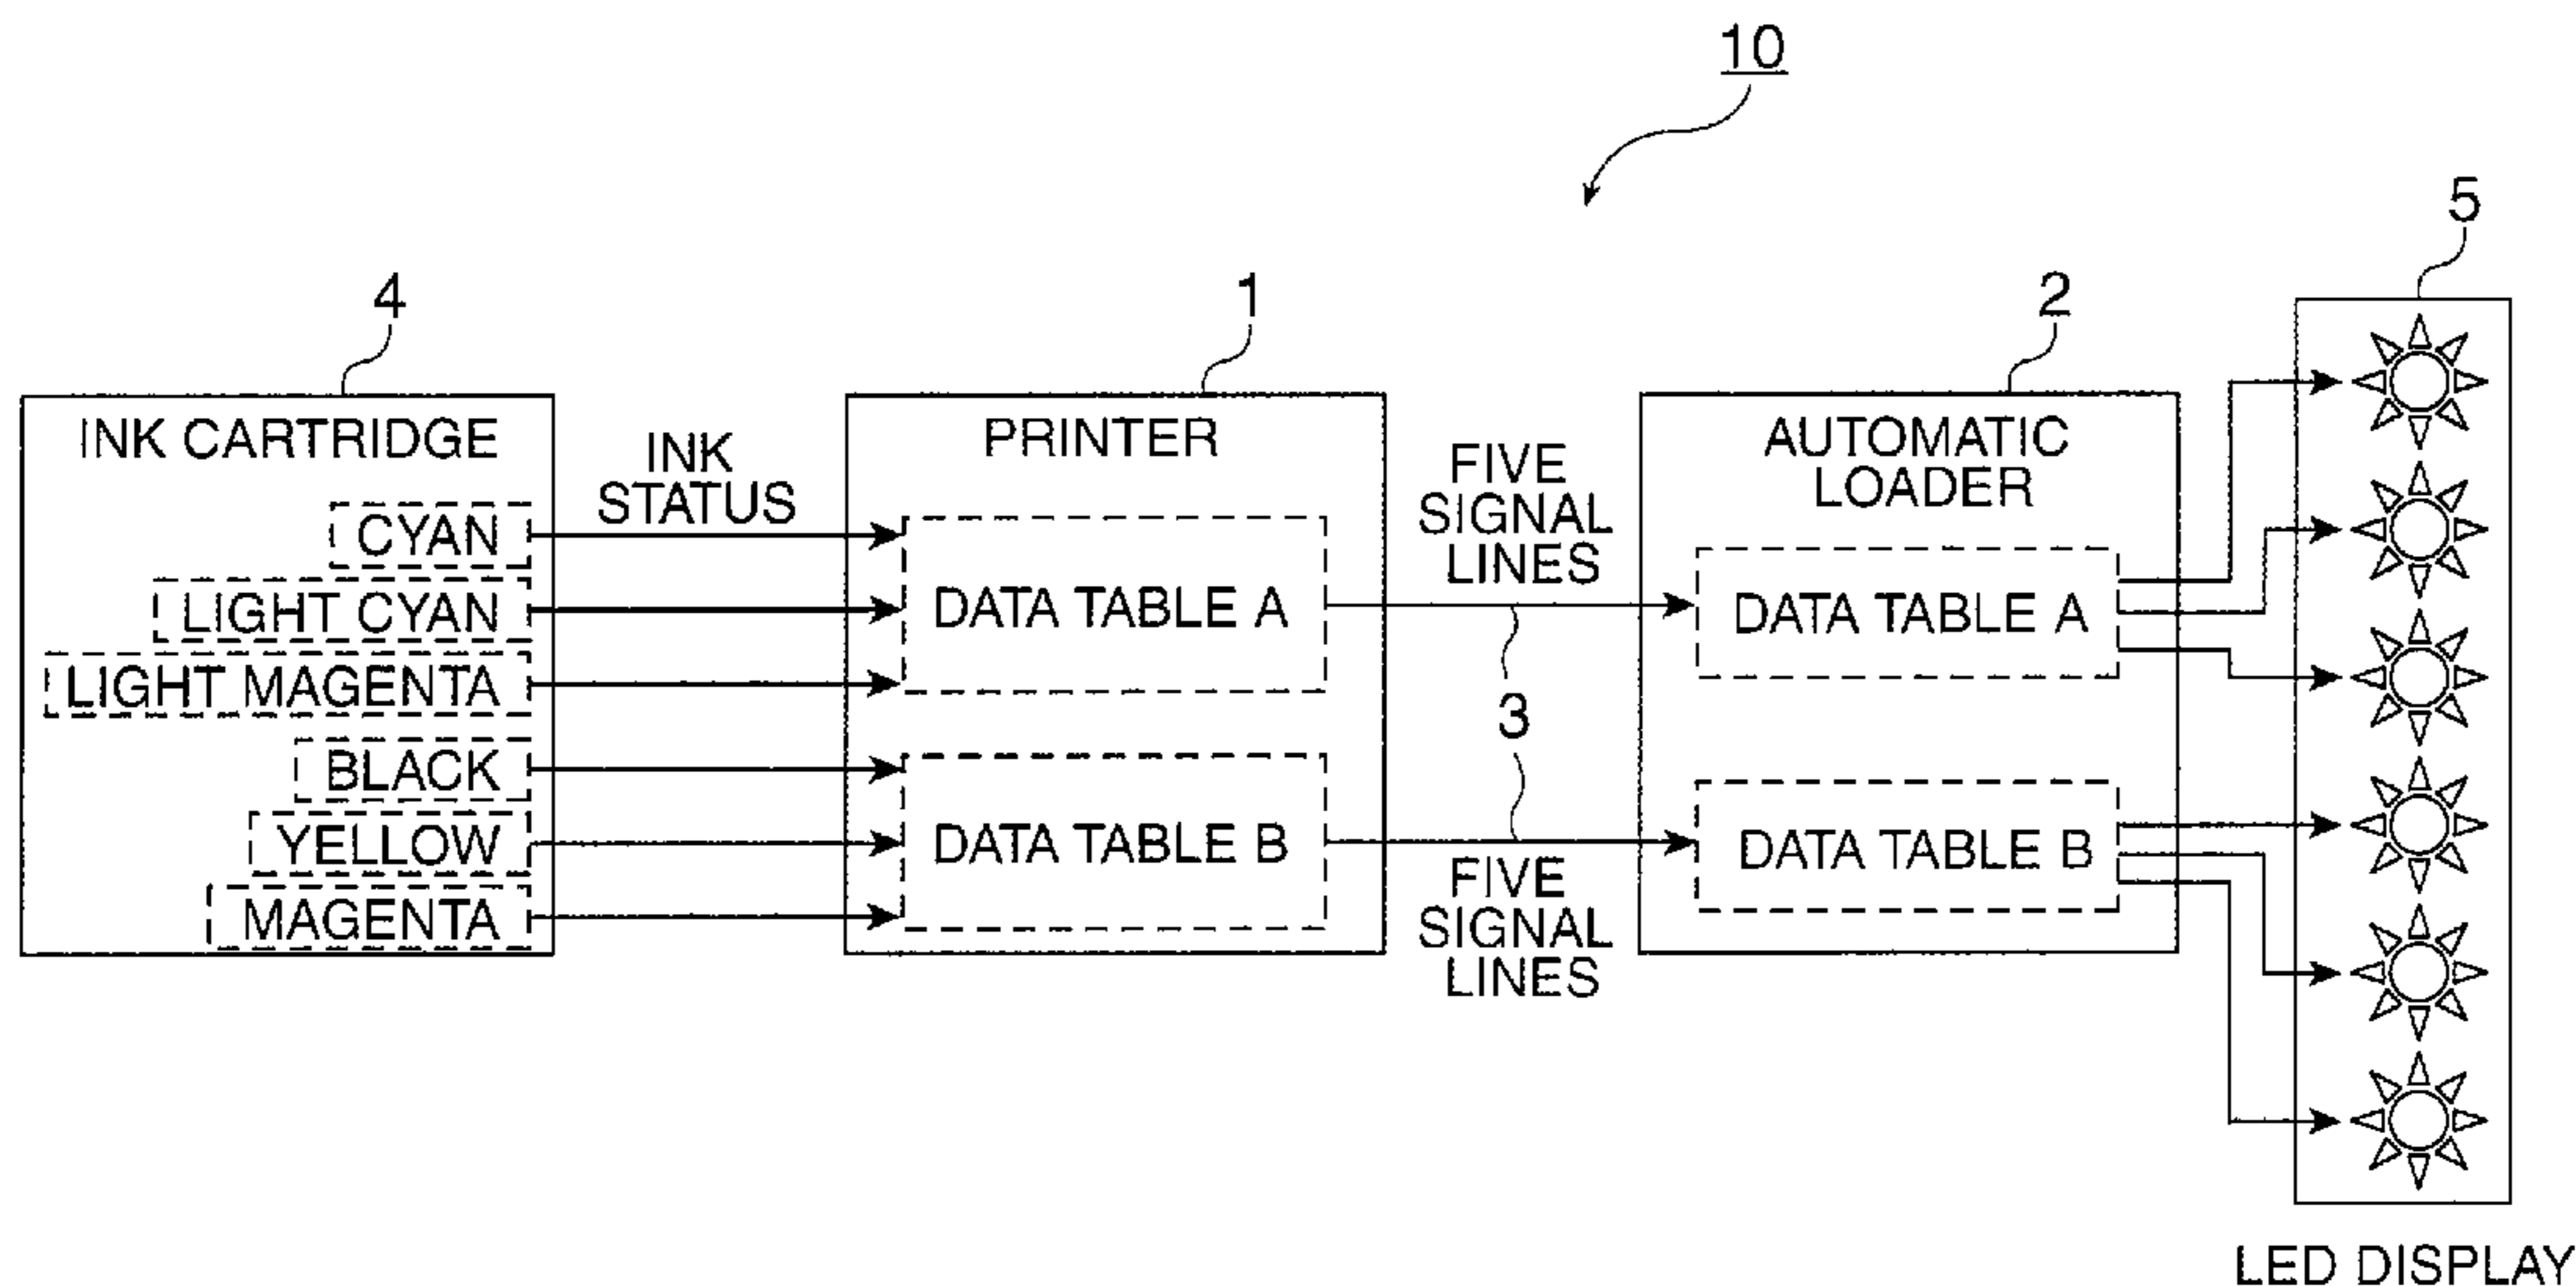 10
4
1
2
5
INK CARTRIDGE
CYAN
LIGHT CYAN
LIGHT MAGENTA
BLACK
YELLOW
MAGENTA
INK
STATUS
PRINTER
DATA TABLE A
DATA TABLE B
FIVE
SIGNAL
LINES
3
FIVE
SIGNAL
LINES
AUTOMATIC
LOADER
DATA TABLE A
DATA TABLE B
LED DISPLAY